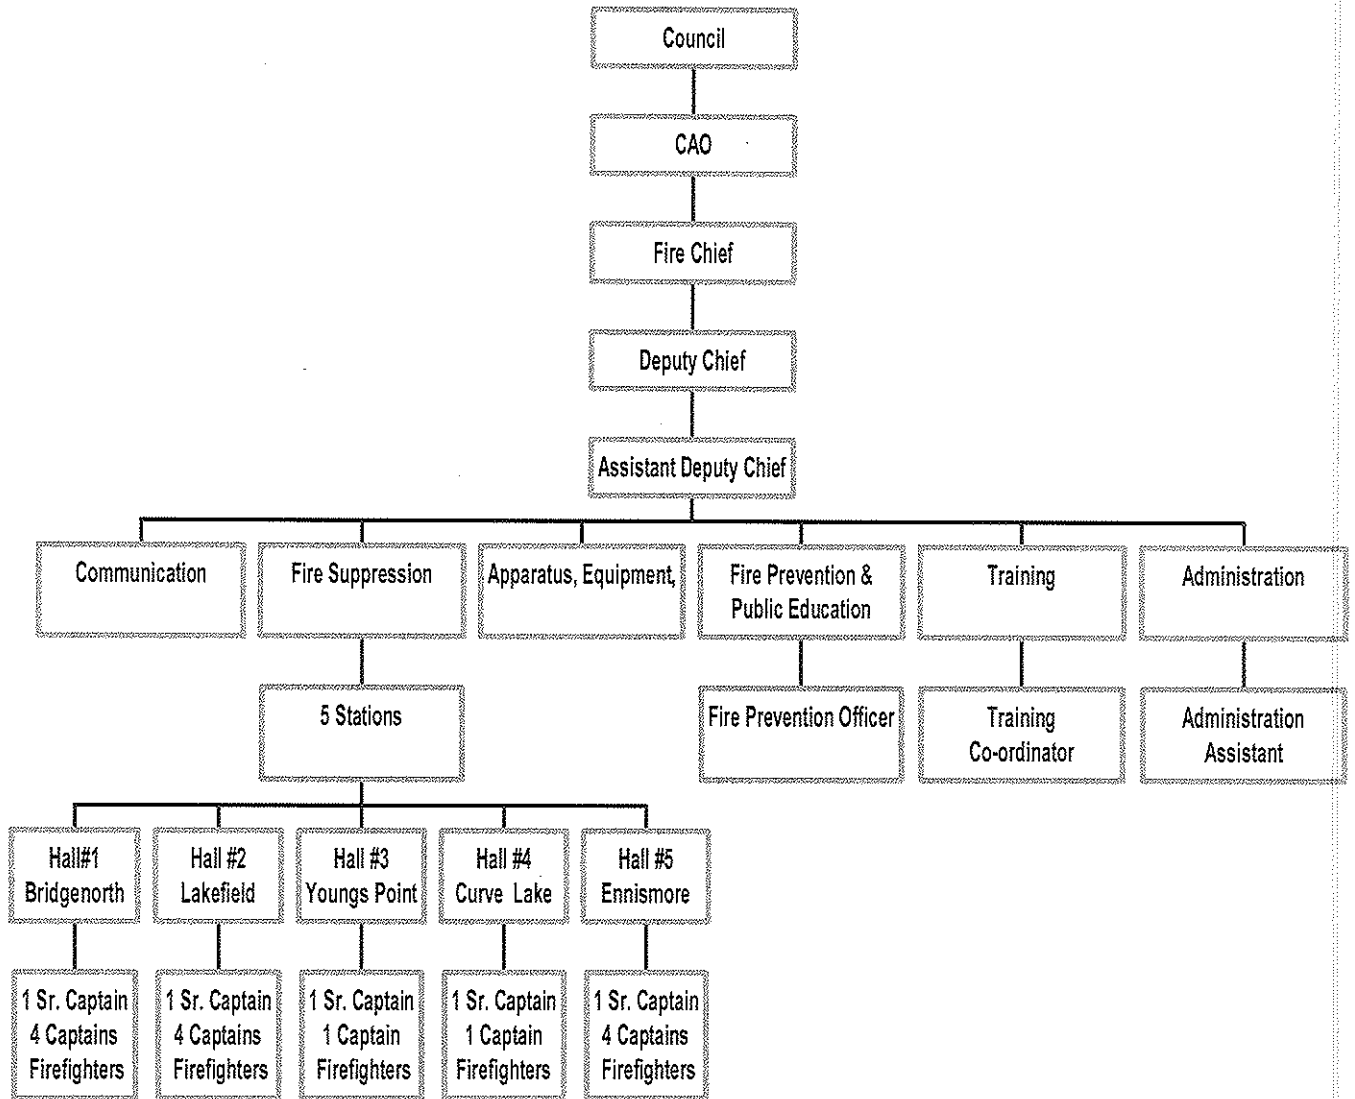 Council
CAO
Fire Chief
Deputy Chief
Assistant Deputy Chief
Communication
Fire Suppression
Apparatus, Equipment,
Fire Prevention &
Public Education
Training
Administration
5 Stations
Fire Prevention Officer
Training
Co-ordinator
Administration
Assistant
Hall#1
Bridgenorth
Hall #2
Lakefield
Hall #3
Youngs Point
Hall #4
Curve Lake
Hall #5
Ennismore
1 Sr. Captain
4 Captains
Firefighters
1 Sr. Captain
4 Captains
Firefighters
1 Sr. Captain
1 Captain
Firefighters
1 Sr. Captain
1 Captain
Firefighters
1 Sr. Captain
4 Captains
Firefighters